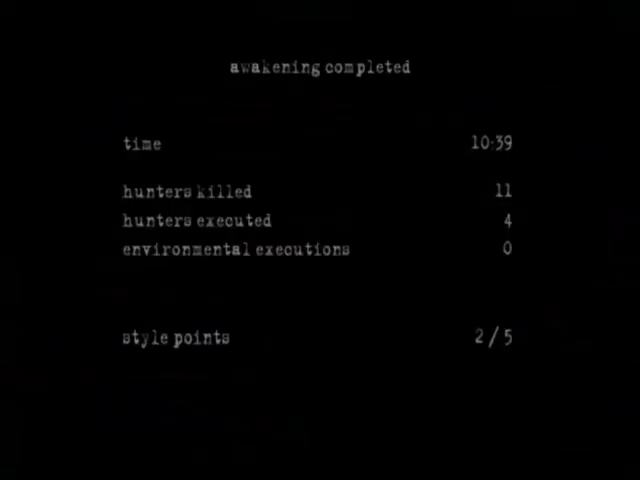 awakening completed
time 10:39
hunters killed 11
hunters executed 4
environmental executions 0
style points 2/5